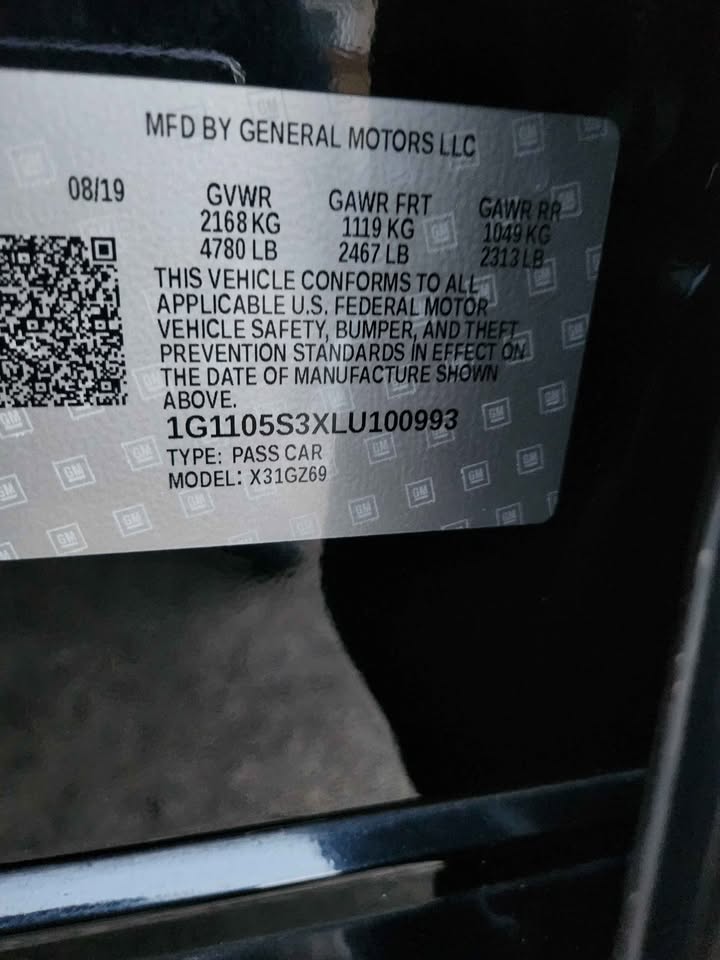 MFD BY GENERAL MOTORS LLC
08/19 GVWR GAWR FRT GAWR RR
2168 KG 1119 KG 1049 KG
4780 LB 2467 LB 2313 LB
THIS VEHICLE CONFORMS TO ALL
APPLICABLE U.S. FEDERAL MOTOR
VEHICLE SAFETY, BUMPER, AND THEFT
PREVENTION STANDARDS IN EFFECT ON
THE DATE OF MANUFACTURE SHOWN
ABOVE.
1G1105S3XLU100993
TYPE: PASS CAR
MODEL: X31GZ69